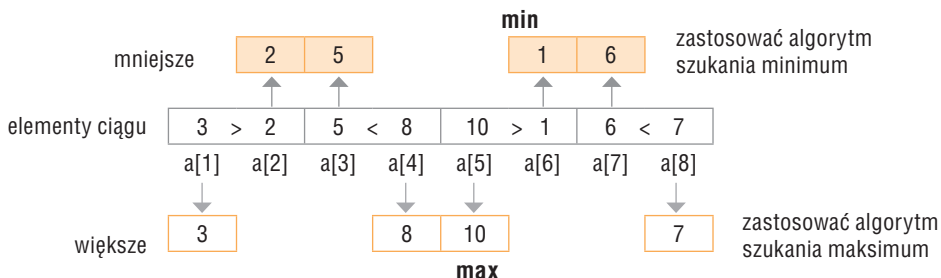 min
mniejsze 2 5 1 6 zastosować algorytm
szukania minimum
elementy ciągu 3 > 2 5 < 8 10 > 1 6 < 7
a[1] a[2] a[3] a[4] a[5] a[6] a[7] a[8]
większe 3 8 10 7 zastosować algorytm
szukania maksimum
max